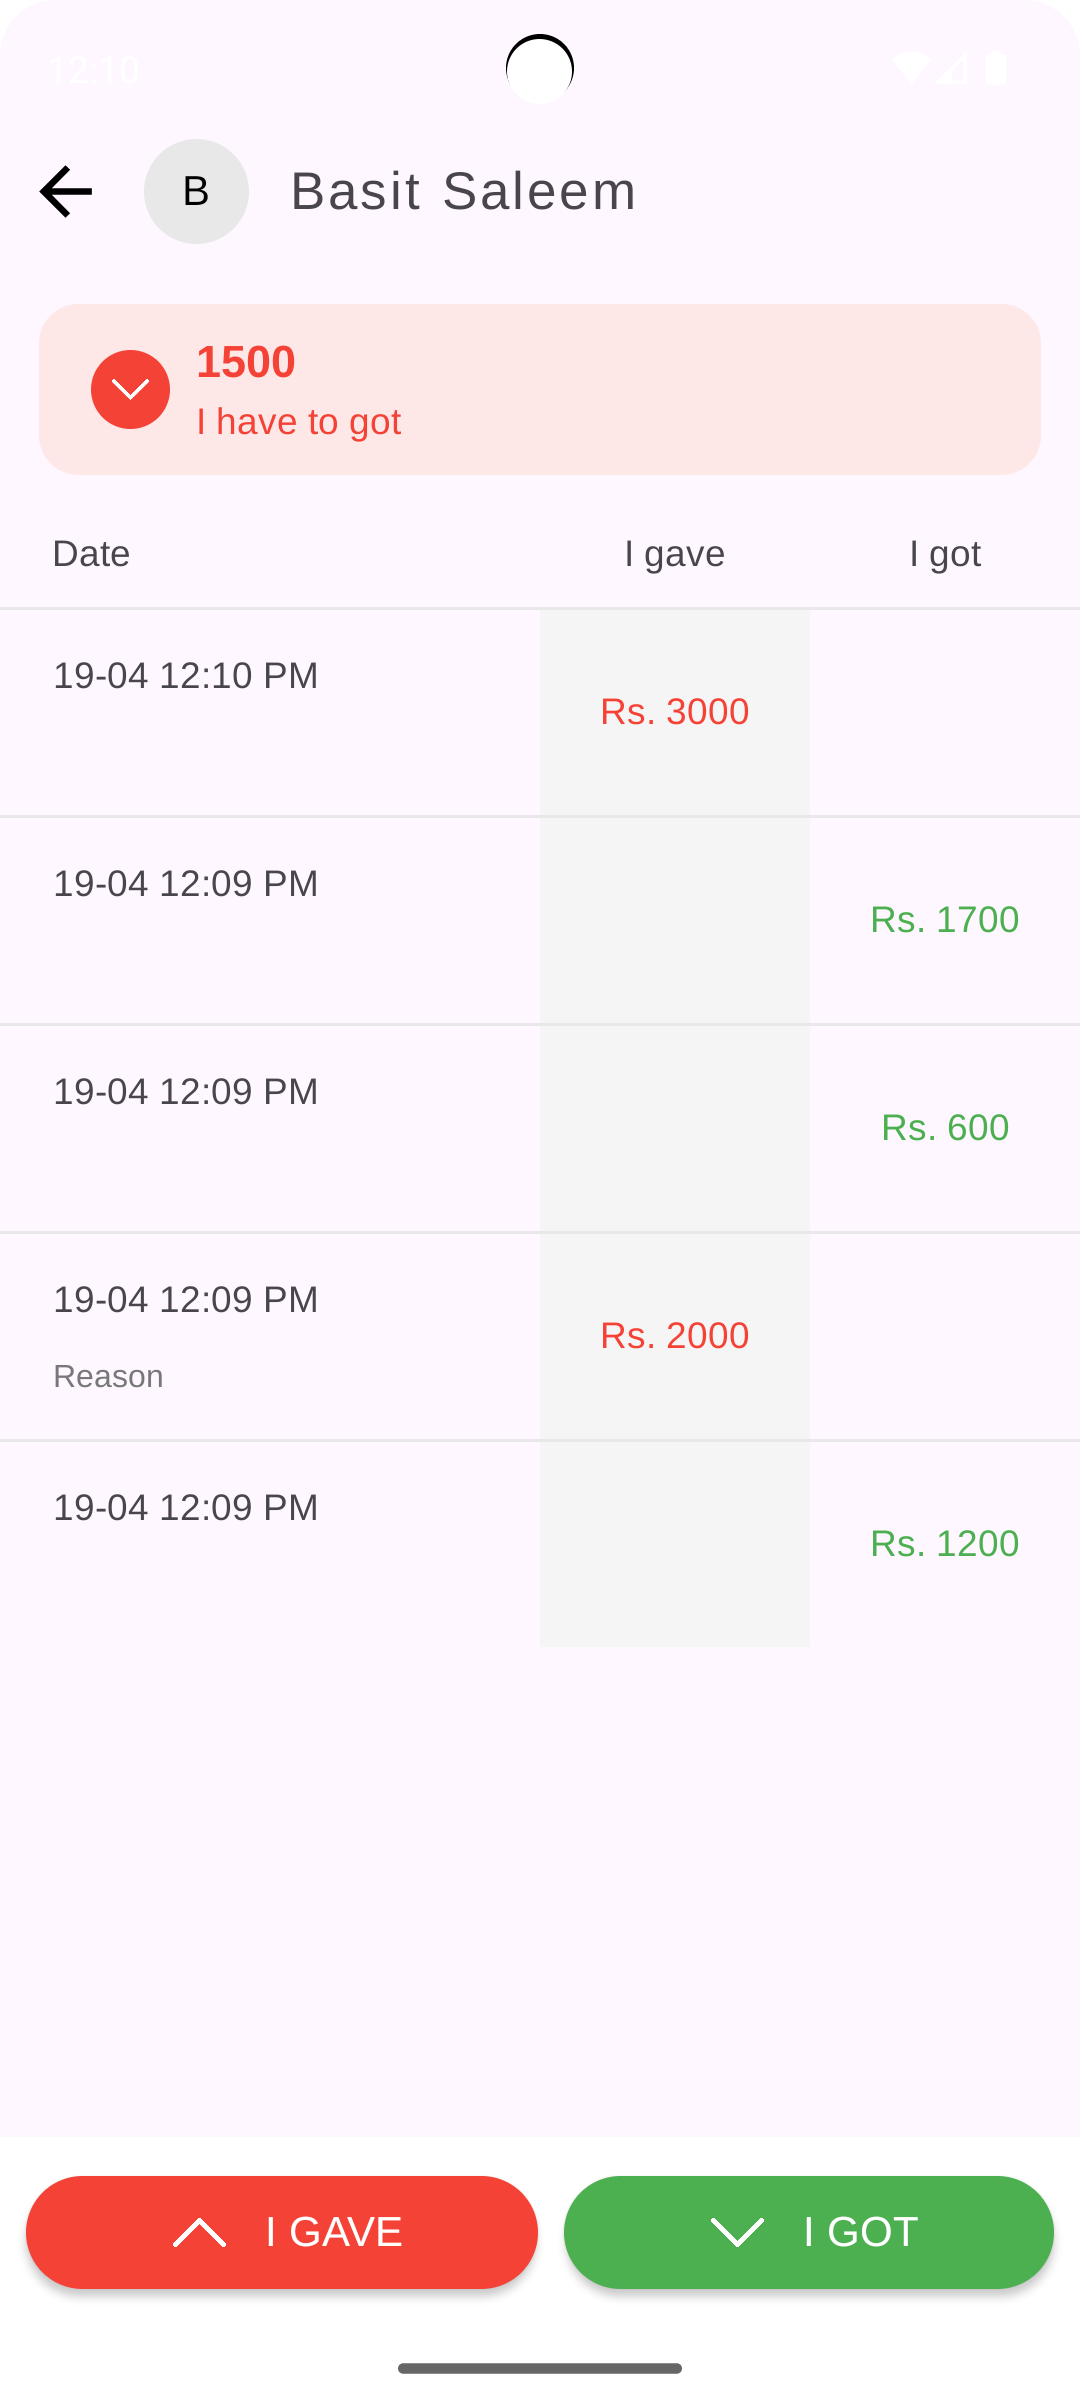 12:10
B
Basit Saleem
1500
I have to got
Date I gave I got
19-04 12:10 PM
Rs. 3000
19-04 12:09 PM
Rs. 1700
19-04 12:09 PM
Rs. 600
19-04 12:09 PM
Rs. 2000
Reason
19-04 12:09 PM
Rs. 1200
I GAVE
I GOT